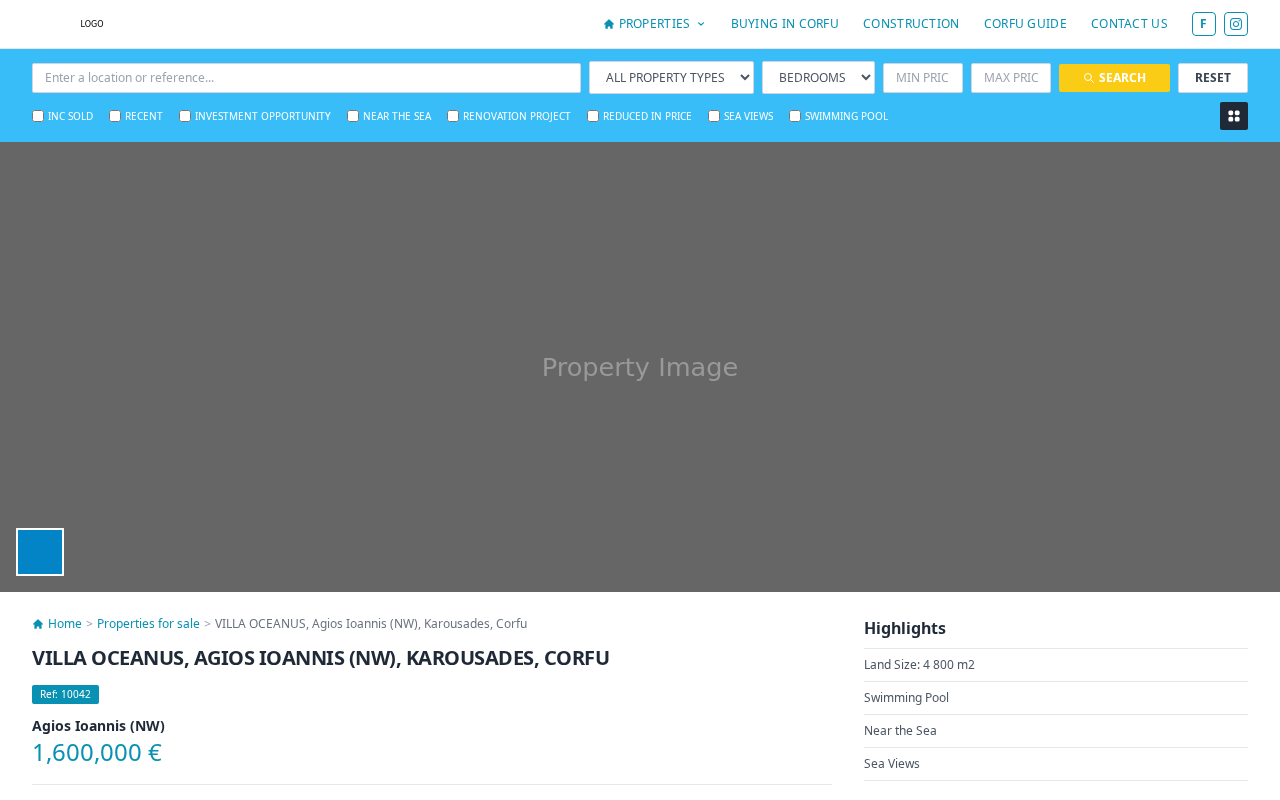 LOGO
PROPERTIES
BUYING IN CORFU
CONSTRUCTION
CORFU GUIDE
CONTACT US
F
Enter a location or reference...
ALL PROPERTY TYPES
BEDROOMS
MIN PRIC
MAX PRIC
SEARCH
RESET
INC SOLD
RECENT
INVESTMENT OPPORTUNITY
NEAR THE SEA
RENOVATION PROJECT
REDUCED IN PRICE
SEA VIEWS
SWIMMING POOL
Property Image
Home > Properties for sale > VILLA OCEANUS, Agios Ioannis (NW), Karousades, Corfu
VILLA OCEANUS, AGIOS IOANNIS (NW), KAROUSADES, CORFU
Ref: 10042
Agios Ioannis (NW)
1,600,000 €
Highlights
Land Size: 4 800 m2
Swimming Pool
Near the Sea
Sea Views